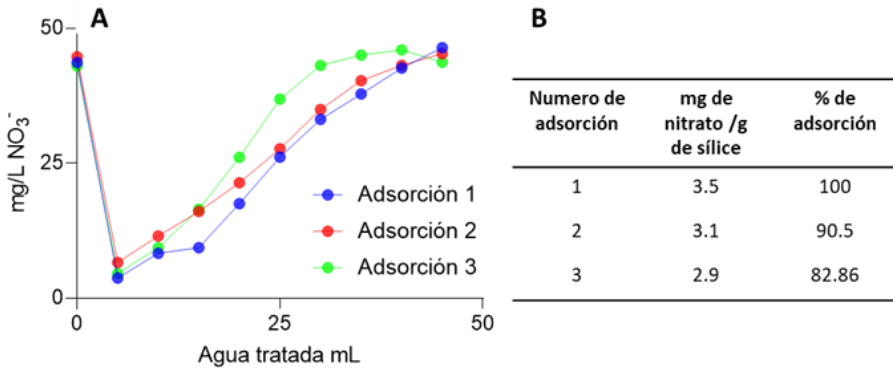 A
50
25
0
mg/L NO₃⁻
Adsorción 1
Adsorción 2
Adsorción 3
0
25
50
Agua tratada mL
B
Numero de adsorción
mg de nitrato /g de sílice
% de adsorción
1 3.5 100
2 3.1 90.5
3 2.9 82.86